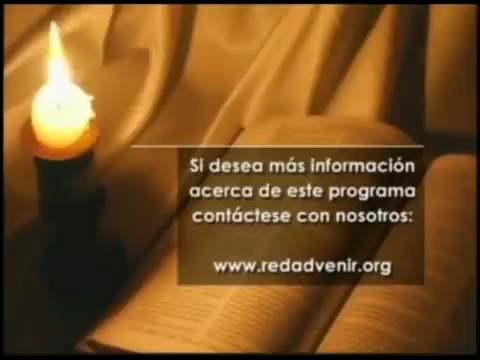 Si desea más información
acerca de este programa
contáctese con nosotros:
www.redadvenir.org